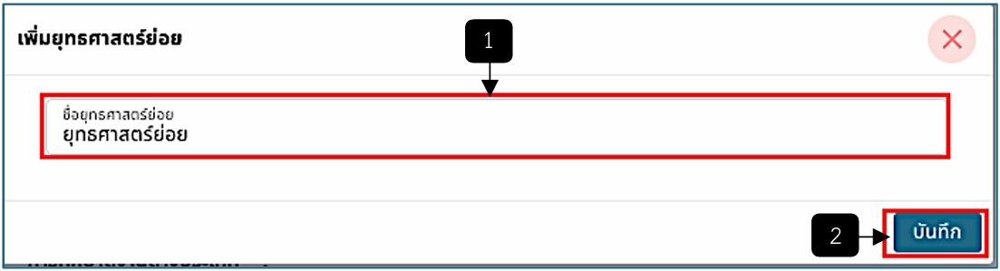 เพิ่มยุทธศาสตร์ย่อย
1
ชื่อยุทธศาสตร์ย่อย
ยุทธศาสตร์ย่อย
2
บันทึก